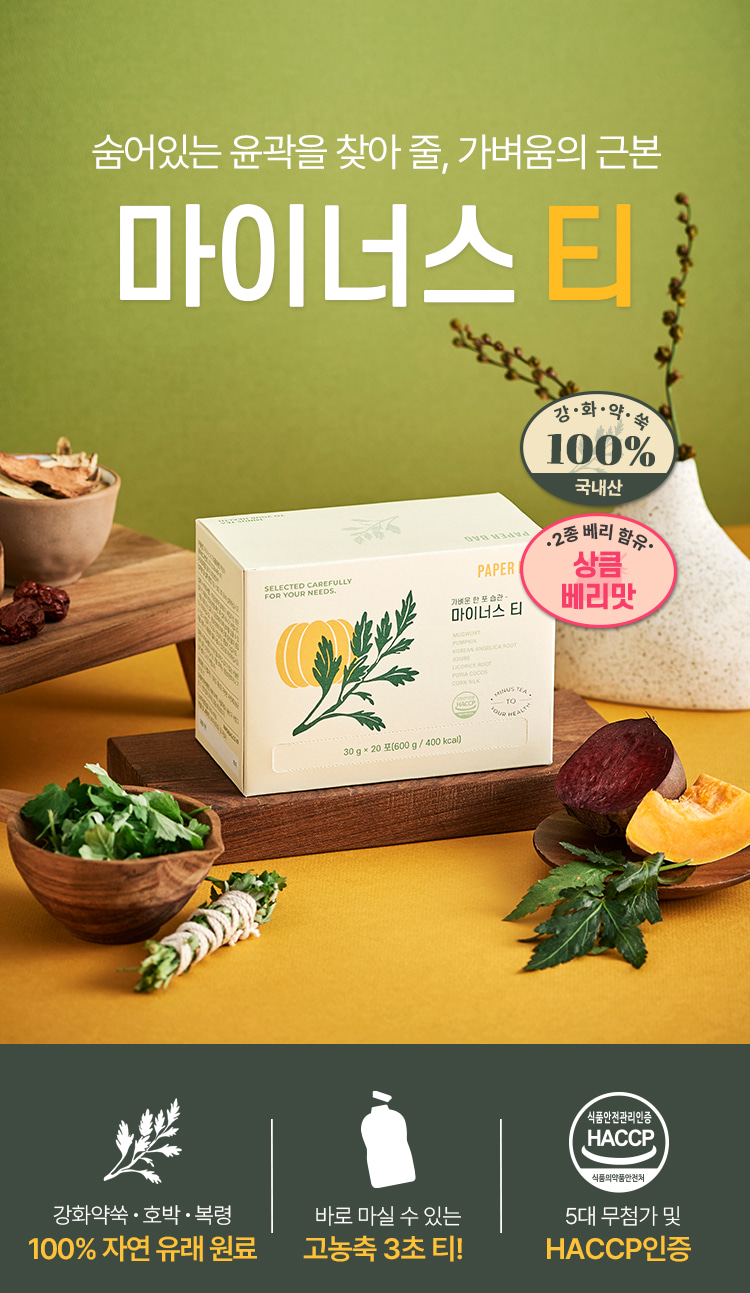 숨어있는 윤곽을 찾아 줄, 가벼움의 근본
마이너스 티
강·화·약·쑥
100%
국내산
·2종 베리 함유·
상큼
베리맛
PAPER BAG
PAPER
SELECTED CAREFULLY
FOR YOUR NEEDS.
가벼운 한 포 습관 -
마이너스 티
MUGWORT
PUMPKIN
KOREAN ANGELICA ROOT
LICORICE ROOT
PORIA COCOS
CORN SILK
HACCP
· MINUS TEA ·
TO
YOUR HEALTH
30 g × 20 포(600 g / 400 kcal)
강화약쑥·호박·복령
100% 자연 유래 원료
바로 마실 수 있는
고농축 3초 티!
식품안전관리인증
HACCP
식품의약품안전처
5대 무첨가 및
HACCP인증